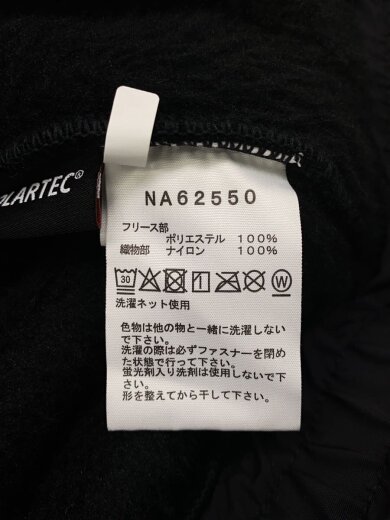 OLARTEC®
NA62550
フリース部
ポリエステル 100%
織物部 ナイロン 100%
30
W
洗濯ネット使用
色物は他の物と一緒に洗濯しない
で下さい。
洗濯の際は必ずファスナーを閉め
た状態で行って下さい。
蛍光剤入り洗剤は使用しないで下
さい。
形を整えてから干して下さい。